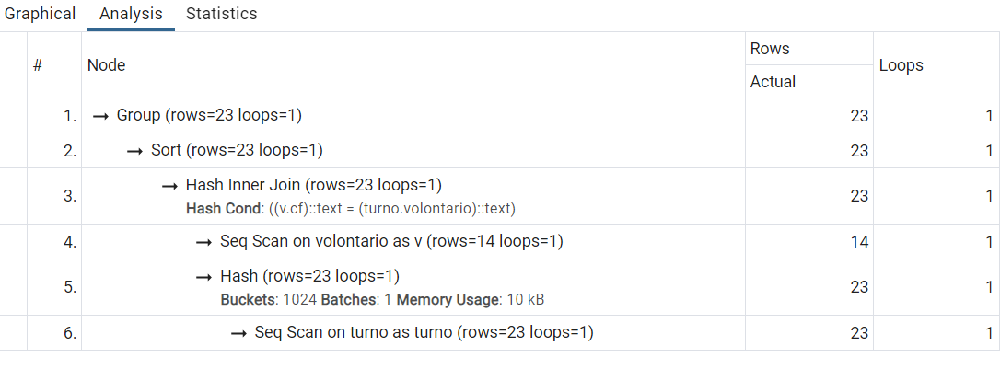 Graphical Analysis Statistics
# Node Rows Loops
Actual
1. → Group (rows=23 loops=1) 23 1
2. → Sort (rows=23 loops=1) 23 1
3. → Hash Inner Join (rows=23 loops=1) 23 1
Hash Cond: ((v.cf)::text = (turno.volontario)::text)
4. → Seq Scan on volontario as v (rows=14 loops=1) 14 1
5. → Hash (rows=23 loops=1) 23 1
Buckets: 1024 Batches: 1 Memory Usage: 10 kB
6. → Seq Scan on turno as turno (rows=23 loops=1) 23 1